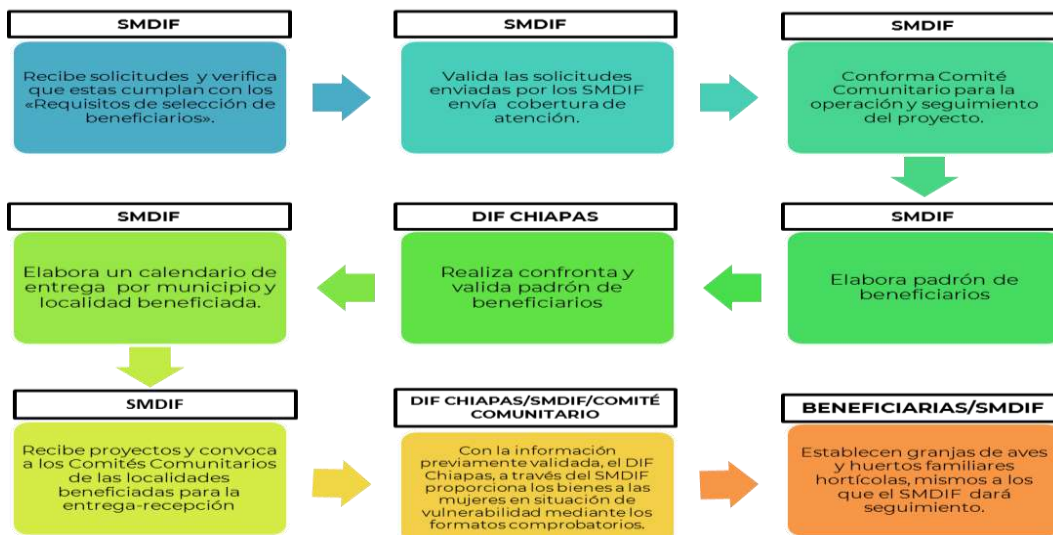 SMDIF
Recibe solicitudes y verifica
que estas cumplan con los
«Requisitos de selección de
beneficiarios».
SMDIF
Valida las solicitudes
enviadas por los SMDIF
envía cobertura de
atención.
SMDIF
Conforma Comité
Comunitario para la
operación y seguimiento
del proyecto.
SMDIF
Elabora padrón de
beneficiarios
DIF CHIAPAS
Realiza confronta y
valida padrón de
beneficiarios
SMDIF
Elabora un calendario de
entrega por municipio y
localidad beneficiada.
SMDIF
Recibe proyectos y convoca
a los Comités Comunitarios
de las localidades
beneficiadas para la
entrega-recepción
DIF CHIAPAS/SMDIF/COMITÉ
COMUNITARIO
Con la información
previamente validada, el DIF
Chiapas, a través del SMDIF
proporciona los bienes a las
mujeres en situación de
vulnerabilidad mediante los
formatos comprobatorios.
BENEFICIARIAS/SMDIF
Establecen granjas de aves
y huertos familiares
hortícolas, mismos a los
que el SMDIF dará
seguimiento.